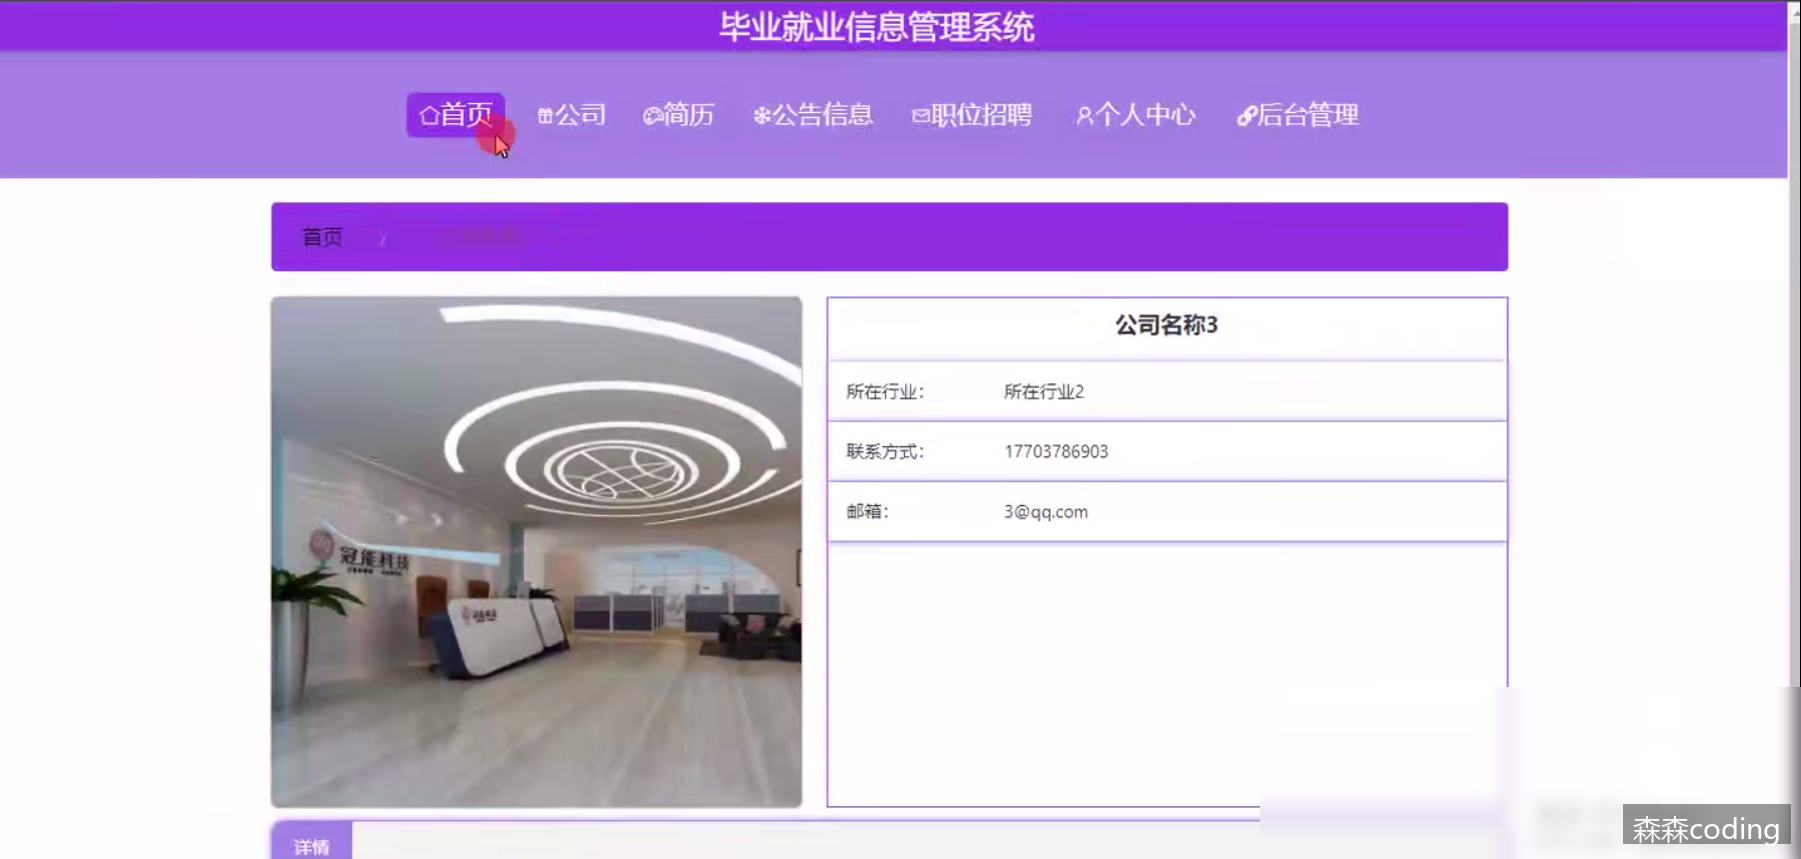 毕业就业信息管理系统
首页 公司 简历 公告信息 职位招聘 个人中心 后台管理
首页 /
公司名称3
所在行业： 所在行业2
联系方式： 17703786903
邮箱： 3@qq.com
冠能科技
详情
森森coding